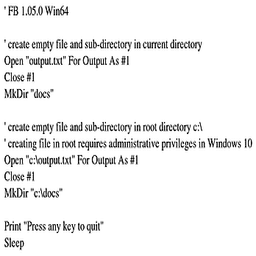 ' FB 1.05.0 Win64

' create empty file and sub-directory in current directory
Open "output.txt" For Output As #1
Close #1
MkDir "docs"

' create empty file and sub-directory in root directory c:\
' creating file in root requires administrative privileges in Windows 10
Open "c:\output.txt" For Output As #1
Close #1
MkDir "c:\docs"

Print "Press any key to quit"
Sleep